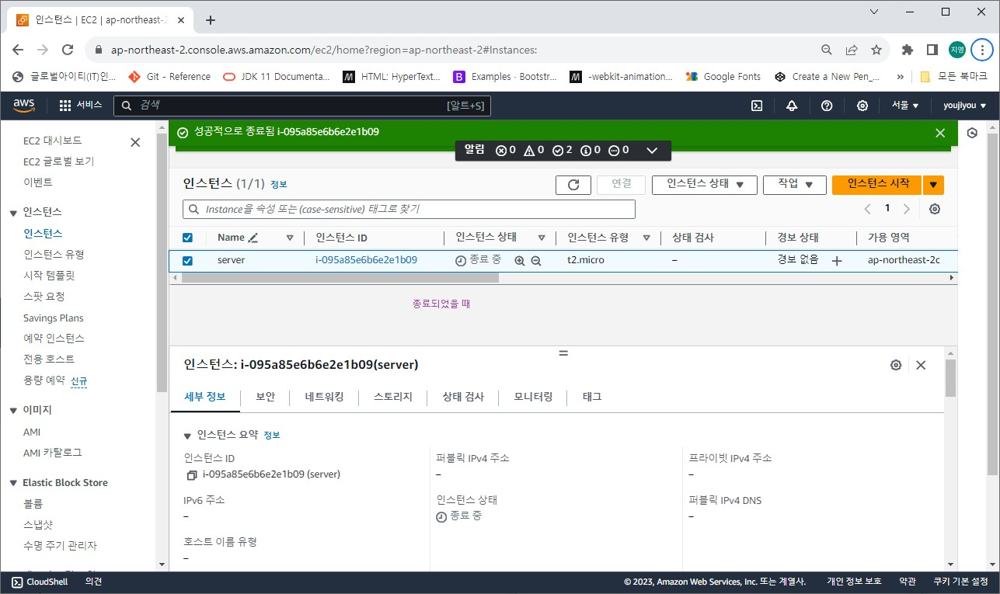 인스턴스 | EC2 | ap-northeast-2
ap-northeast-2.console.aws.amazon.com/ec2/home?region=ap-northeast-2#Instances:
지영
글로벌아이티(IT)인...
Git - Reference
JDK 11 Documenta...
HTML: HyperText...
Examples · Bootstr...
-webkit-animation...
Google Fonts
Create a New Pen_...
»
모든 북마크
aws
서비스
검색
[알트+S]
서울
youjiyou
EC2 대시보드
EC2 글로벌 보기
이벤트
인스턴스
인스턴스
인스턴스 유형
시작 템플릿
스팟 요청
Savings Plans
예약 인스턴스
전용 호스트
용량 예약 신규
이미지
AMI
AMI 카탈로그
Elastic Block Store
볼륨
스냅샷
수명 주기 관리자
성공적으로 종료됨 i-095a85e6b6e2e1b09
알림 0 0 2 0 0
인스턴스 (1/1) 정보
연결
인스턴스 상태
작업
인스턴스 시작
Instance을 속성 또는 (case-sensitive) 태그로 찾기
1
Name 인스턴스 ID 인스턴스 상태 인스턴스 유형 상태 검사 경보 상태 가용 영역
server i-095a85e6b6e2e1b09 종료 중 t2.micro – 경보 없음 + ap-northeast-2c
종료되었을 때
인스턴스: i-095a85e6b6e2e1b09(server)
세부 정보 보안 네트워킹 스토리지 상태 검사 모니터링 태그
인스턴스 요약 정보
인스턴스 ID
i-095a85e6b6e2e1b09 (server)
퍼블릭 IPv4 주소
–
프라이빗 IPv4 주소
–
IPv6 주소
–
인스턴스 상태
종료 중
퍼블릭 IPv4 DNS
–
호스트 이름 유형
–
CloudShell 의견
© 2023, Amazon Web Services, Inc. 또는 계열사. 개인 정보 보호 약관 쿠키 기본 설정